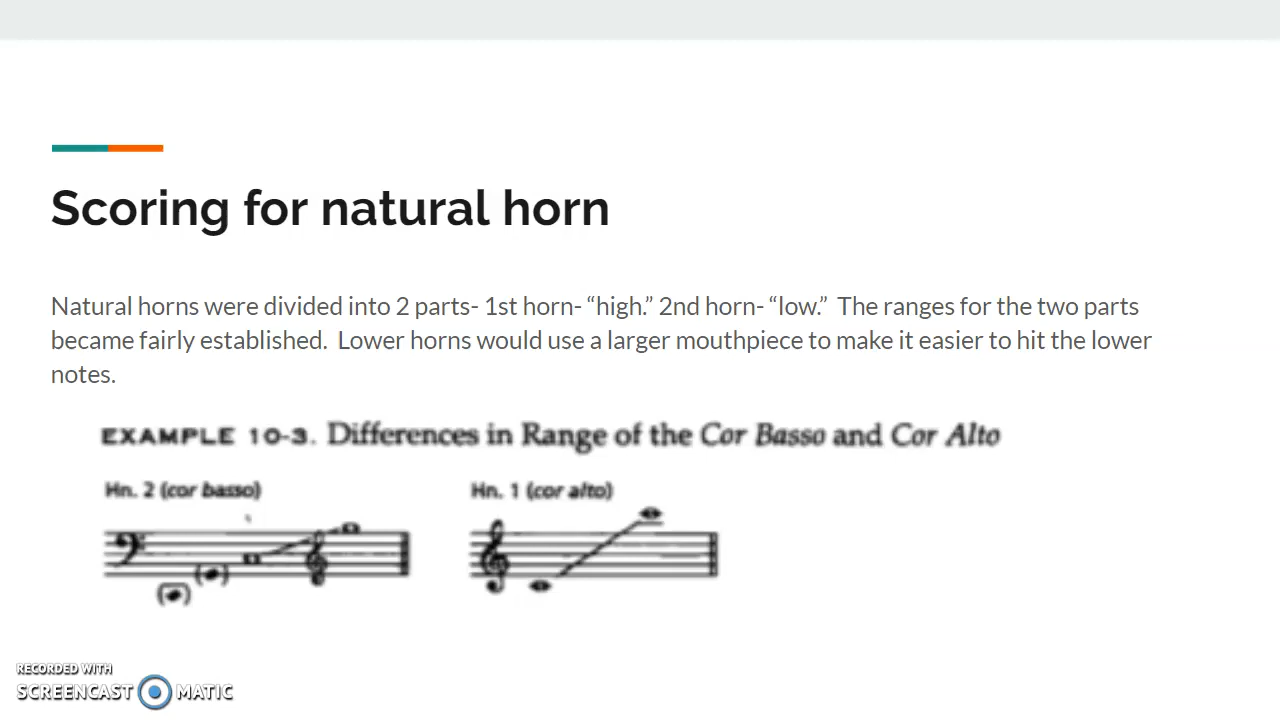 Scoring for natural horn
Natural horns were divided into 2 parts- 1st horn- “high.” 2nd horn- “low.”  The ranges for the two parts
became fairly established.  Lower horns would use a larger mouthpiece to make it easier to hit the lower
notes.
EXAMPLE 10-3. Differences in Range of the Cor Basso and Cor Alto
Hn. 2 (cor basso) Hn. 1 (cor alto)
RECORDED WITH
SCREENCAST MATIC